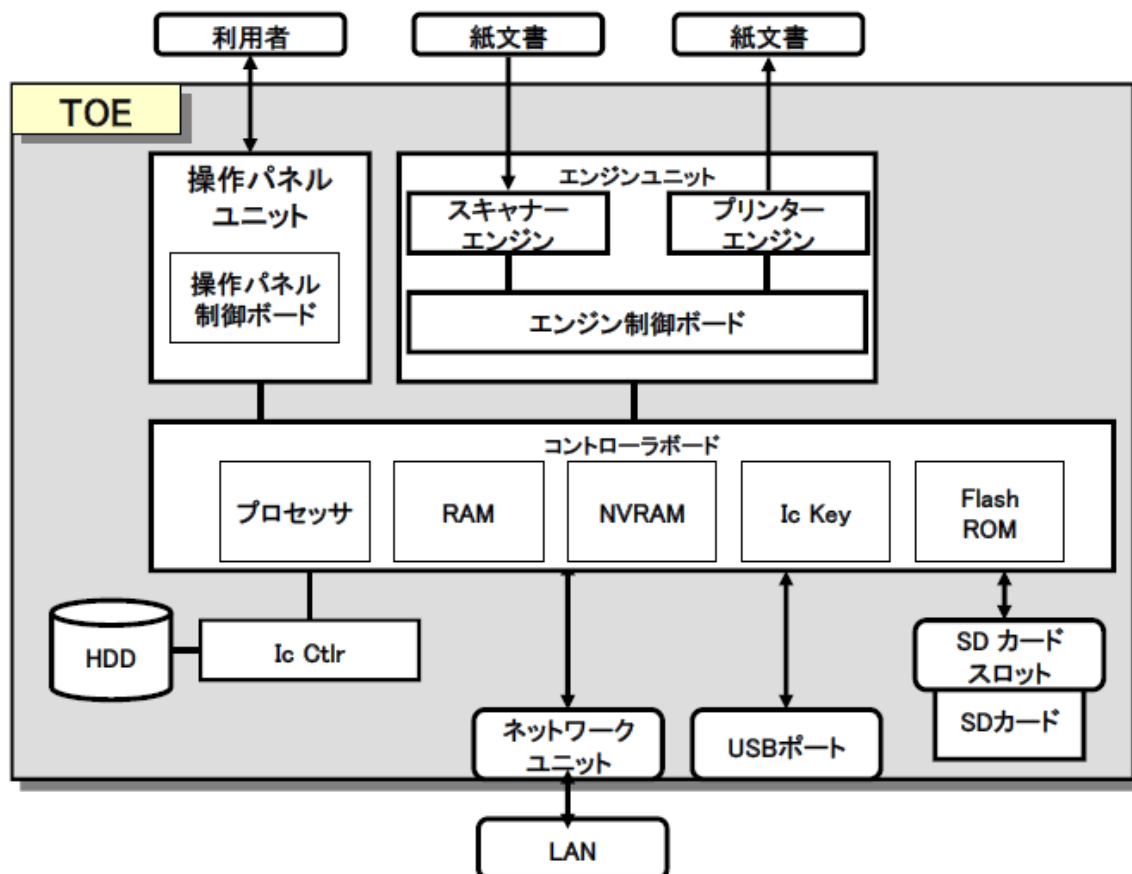 利用者
紙文書
紙文書
TOE
操作パネル
ユニット
操作パネル
制御ボード
エンジンユニット
スキャナー
エンジン
プリンター
エンジン
エンジン制御ボード
コントローラボード
プロセッサ
RAM
NVRAM
Ic Key
Flash
ROM
HDD
Ic Ctlr
ネットワーク
ユニット
USBポート
SD カード
スロット
SDカード
LAN